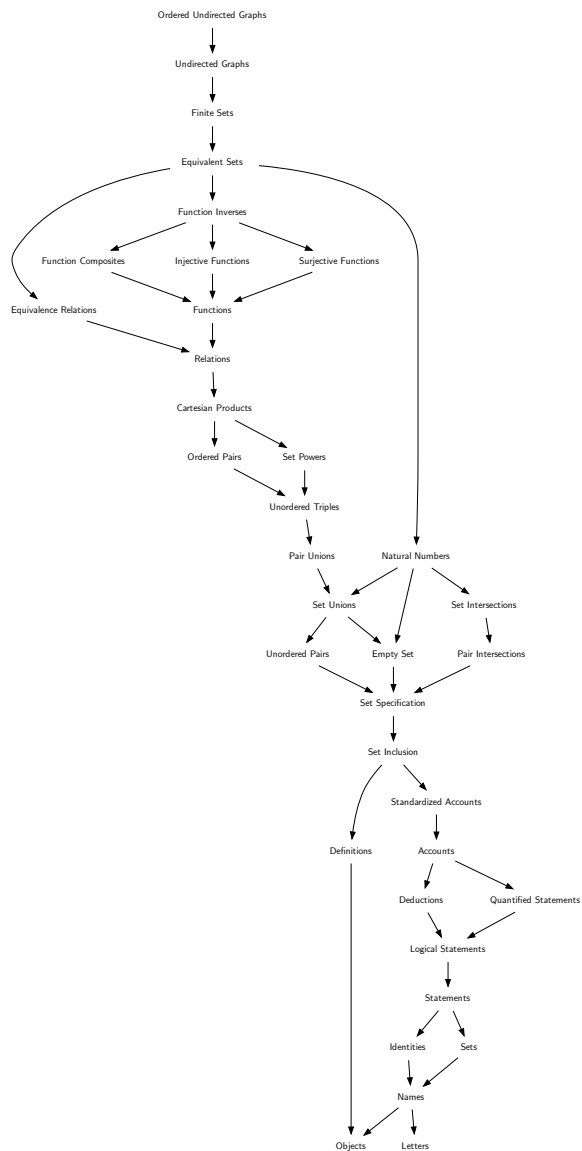 Ordered Undirected Graphs
Undirected Graphs
Finite Sets
Equivalent Sets
Function Inverses
Function Composites
Injective Functions
Surjective Functions
Equivalence Relations
Functions
Relations
Cartesian Products
Ordered Pairs
Set Powers
Unordered Triples
Pair Unions
Natural Numbers
Set Unions
Set Intersections
Unordered Pairs
Empty Set
Pair Intersections
Set Specification
Set Inclusion
Standardized Accounts
Definitions
Accounts
Deductions
Quantified Statements
Logical Statements
Statements
Identities
Sets
Names
Objects
Letters